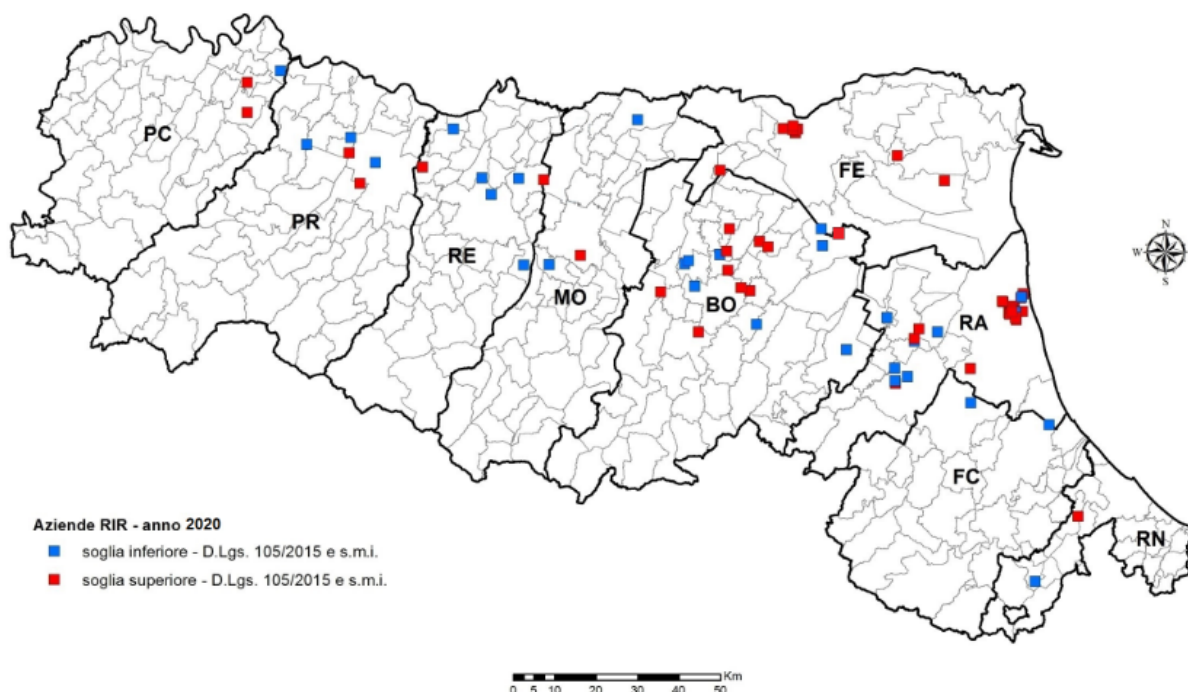 PC
PR
RE
MO
BO
FE
RA
FC
RN
N
W
E
S
Aziende RIR - anno 2020
soglia inferiore - D.Lgs. 105/2015 e s.m.i.
soglia superiore - D.Lgs. 105/2015 e s.m.i.
Km
0 5 10 20 30 40 50